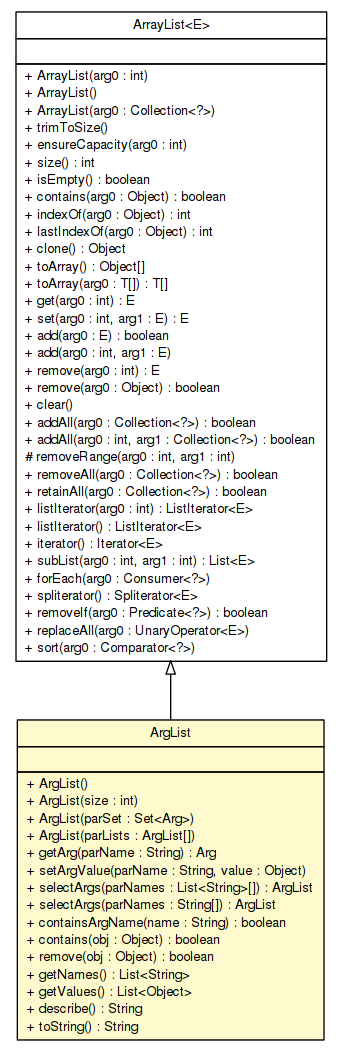 ArrayList<E>
+ ArrayList(arg0 : int)
+ ArrayList()
+ ArrayList(arg0 : Collection<?>)
+ trimToSize()
+ ensureCapacity(arg0 : int)
+ size() : int
+ isEmpty() : boolean
+ contains(arg0 : Object) : boolean
+ indexOf(arg0 : Object) : int
+ lastIndexOf(arg0 : Object) : int
+ clone() : Object
+ toArray() : Object[]
+ toArray(arg0 : T[]) : T[]
+ get(arg0 : int) : E
+ set(arg0 : int, arg1 : E) : E
+ add(arg0 : E) : boolean
+ add(arg0 : int, arg1 : E)
+ remove(arg0 : int) : E
+ remove(arg0 : Object) : boolean
+ clear()
+ addAll(arg0 : Collection<?>) : boolean
+ addAll(arg0 : int, arg1 : Collection<?>) : boolean
# removeRange(arg0 : int, arg1 : int)
+ removeAll(arg0 : Collection<?>) : boolean
+ retainAll(arg0 : Collection<?>) : boolean
+ listIterator(arg0 : int) : ListIterator<E>
+ listIterator() : ListIterator<E>
+ iterator() : Iterator<E>
+ subList(arg0 : int, arg1 : int) : List<E>
+ forEach(arg0 : Consumer<?>)
+ spliterator() : Spliterator<E>
+ removeIf(arg0 : Predicate<?>) : boolean
+ replaceAll(arg0 : UnaryOperator<E>)
+ sort(arg0 : Comparator<?>)
ArgList
+ ArgList()
+ ArgList(size : int)
+ ArgList(parSet : Set<Arg>)
+ ArgList(parLists : ArgList[])
+ getArg(parName : String) : Arg
+ setArgValue(parName : String, value : Object)
+ selectArgs(parNames : List<String>[]) : ArgList
+ selectArgs(parNames : String[]) : ArgList
+ containsArgName(name : String) : boolean
+ contains(obj : Object) : boolean
+ remove(obj : Object) : boolean
+ getNames() : List<String>
+ getValues() : List<Object>
+ describe() : String
+ toString() : String